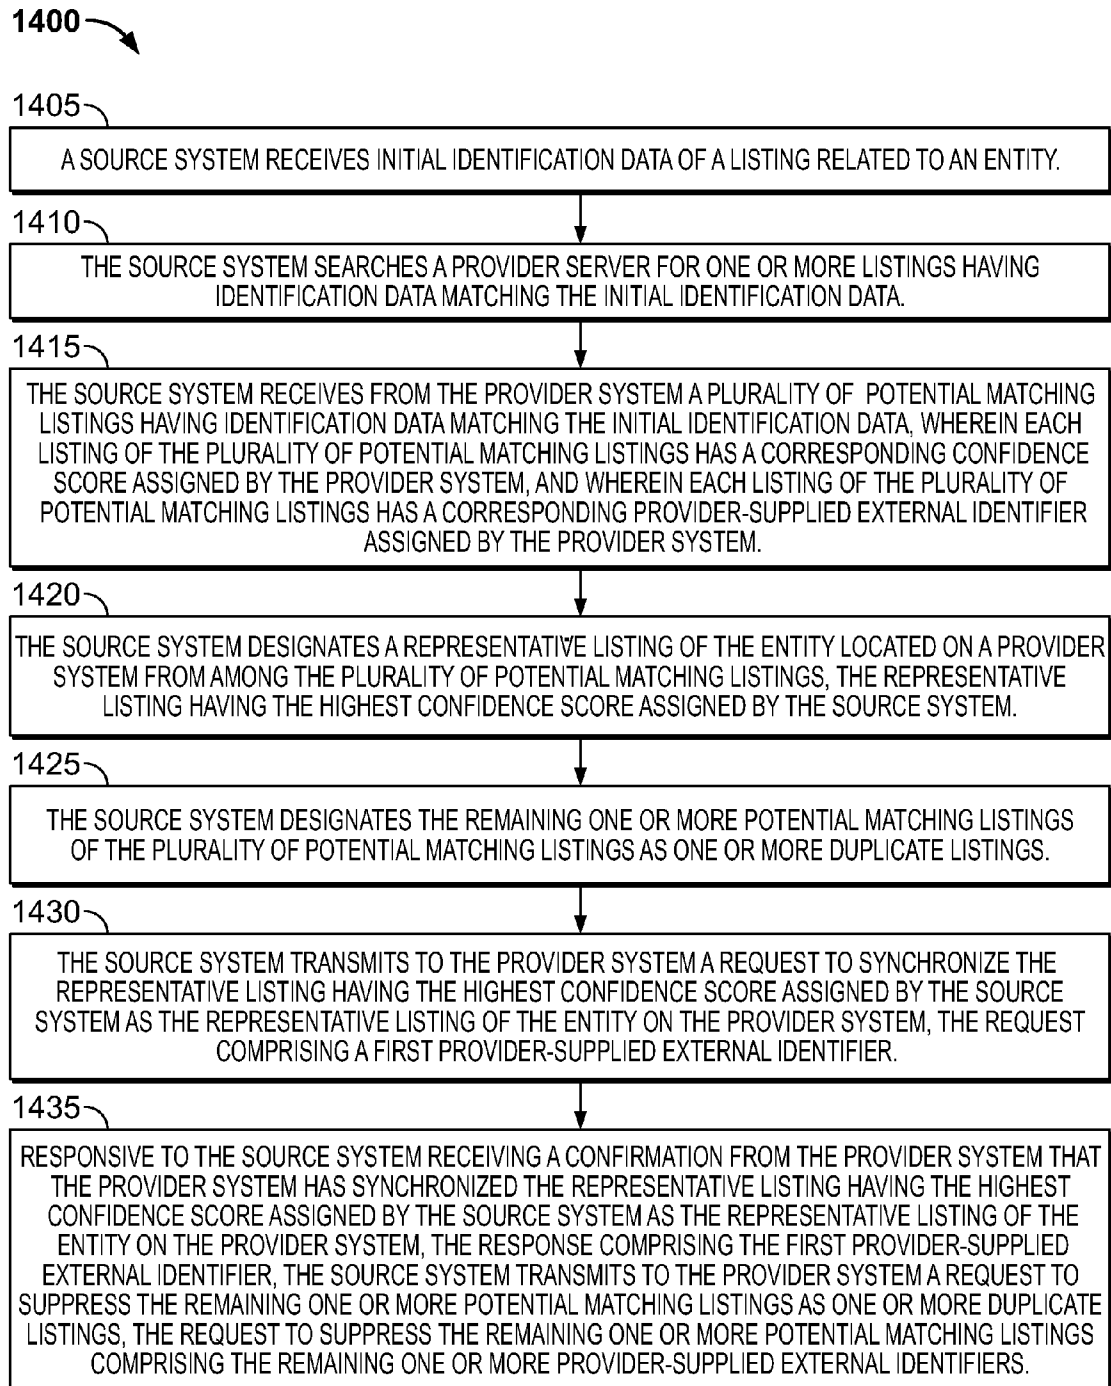 1400
1405
A SOURCE SYSTEM RECEIVES INITIAL IDENTIFICATION DATA OF A LISTING RELATED TO AN ENTITY.
1410
THE SOURCE SYSTEM SEARCHES A PROVIDER SERVER FOR ONE OR MORE LISTINGS HAVING
IDENTIFICATION DATA MATCHING THE INITIAL IDENTIFICATION DATA.
1415
THE SOURCE SYSTEM RECEIVES FROM THE PROVIDER SYSTEM A PLURALITY OF POTENTIAL MATCHING
LISTINGS HAVING IDENTIFICATION DATA MATCHING THE INITIAL IDENTIFICATION DATA, WHEREIN EACH
LISTING OF THE PLURALITY OF POTENTIAL MATCHING LISTINGS HAS A CORRESPONDING CONFIDENCE
SCORE ASSIGNED BY THE PROVIDER SYSTEM, AND WHEREIN EACH LISTING OF THE PLURALITY OF
POTENTIAL MATCHING LISTINGS HAS A CORRESPONDING PROVIDER-SUPPLIED EXTERNAL IDENTIFIER
ASSIGNED BY THE PROVIDER SYSTEM.
1420
THE SOURCE SYSTEM DESIGNATES A REPRESENTATIVE LISTING OF THE ENTITY LOCATED ON A PROVIDER
SYSTEM FROM AMONG THE PLURALITY OF POTENTIAL MATCHING LISTINGS, THE REPRESENTATIVE
LISTING HAVING THE HIGHEST CONFIDENCE SCORE ASSIGNED BY THE SOURCE SYSTEM.
1425
THE SOURCE SYSTEM DESIGNATES THE REMAINING ONE OR MORE POTENTIAL MATCHING LISTINGS
OF THE PLURALITY OF POTENTIAL MATCHING LISTINGS AS ONE OR MORE DUPLICATE LISTINGS.
1430
THE SOURCE SYSTEM TRANSMITS TO THE PROVIDER SYSTEM A REQUEST TO SYNCHRONIZE THE
REPRESENTATIVE LISTING HAVING THE HIGHEST CONFIDENCE SCORE ASSIGNED BY THE SOURCE
SYSTEM AS THE REPRESENTATIVE LISTING OF THE ENTITY ON THE PROVIDER SYSTEM, THE REQUEST
COMPRISING A FIRST PROVIDER-SUPPLIED EXTERNAL IDENTIFIER.
1435
RESPONSIVE TO THE SOURCE SYSTEM RECEIVING A CONFIRMATION FROM THE PROVIDER SYSTEM THAT
THE PROVIDER SYSTEM HAS SYNCHRONIZED THE REPRESENTATIVE LISTING HAVING THE HIGHEST
CONFIDENCE SCORE ASSIGNED BY THE SOURCE SYSTEM AS THE REPRESENTATIVE LISTING OF THE
ENTITY ON THE PROVIDER SYSTEM, THE RESPONSE COMPRISING THE FIRST PROVIDER-SUPPLIED
EXTERNAL IDENTIFIER, THE SOURCE SYSTEM TRANSMITS TO THE PROVIDER SYSTEM A REQUEST TO
SUPPRESS THE REMAINING ONE OR MORE POTENTIAL MATCHING LISTINGS AS ONE OR MORE DUPLICATE
LISTINGS, THE REQUEST TO SUPPRESS THE REMAINING ONE OR MORE POTENTIAL MATCHING LISTINGS
COMPRISING THE REMAINING ONE OR MORE PROVIDER-SUPPLIED EXTERNAL IDENTIFIERS.